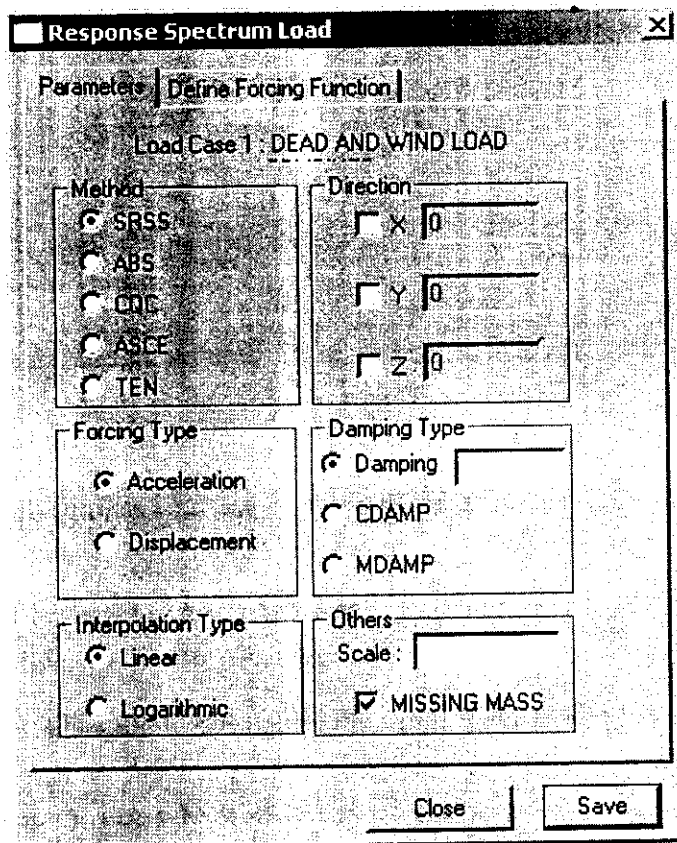 Response Spectrum Load
Parameters Define Forcing Function
Load Case 1 : DEAD AND WIND LOAD
Method
SRSS
ABS
CQC
ASCE
TEN
Direction
X 0
Y 0
Z 0
Forcing Type
Acceleration
Displacement
Damping Type
Damping
CDAMP
MDAMP
Interpolation Type
Linear
Logarithmic
Others
Scale :
MISSING MASS
Close Save